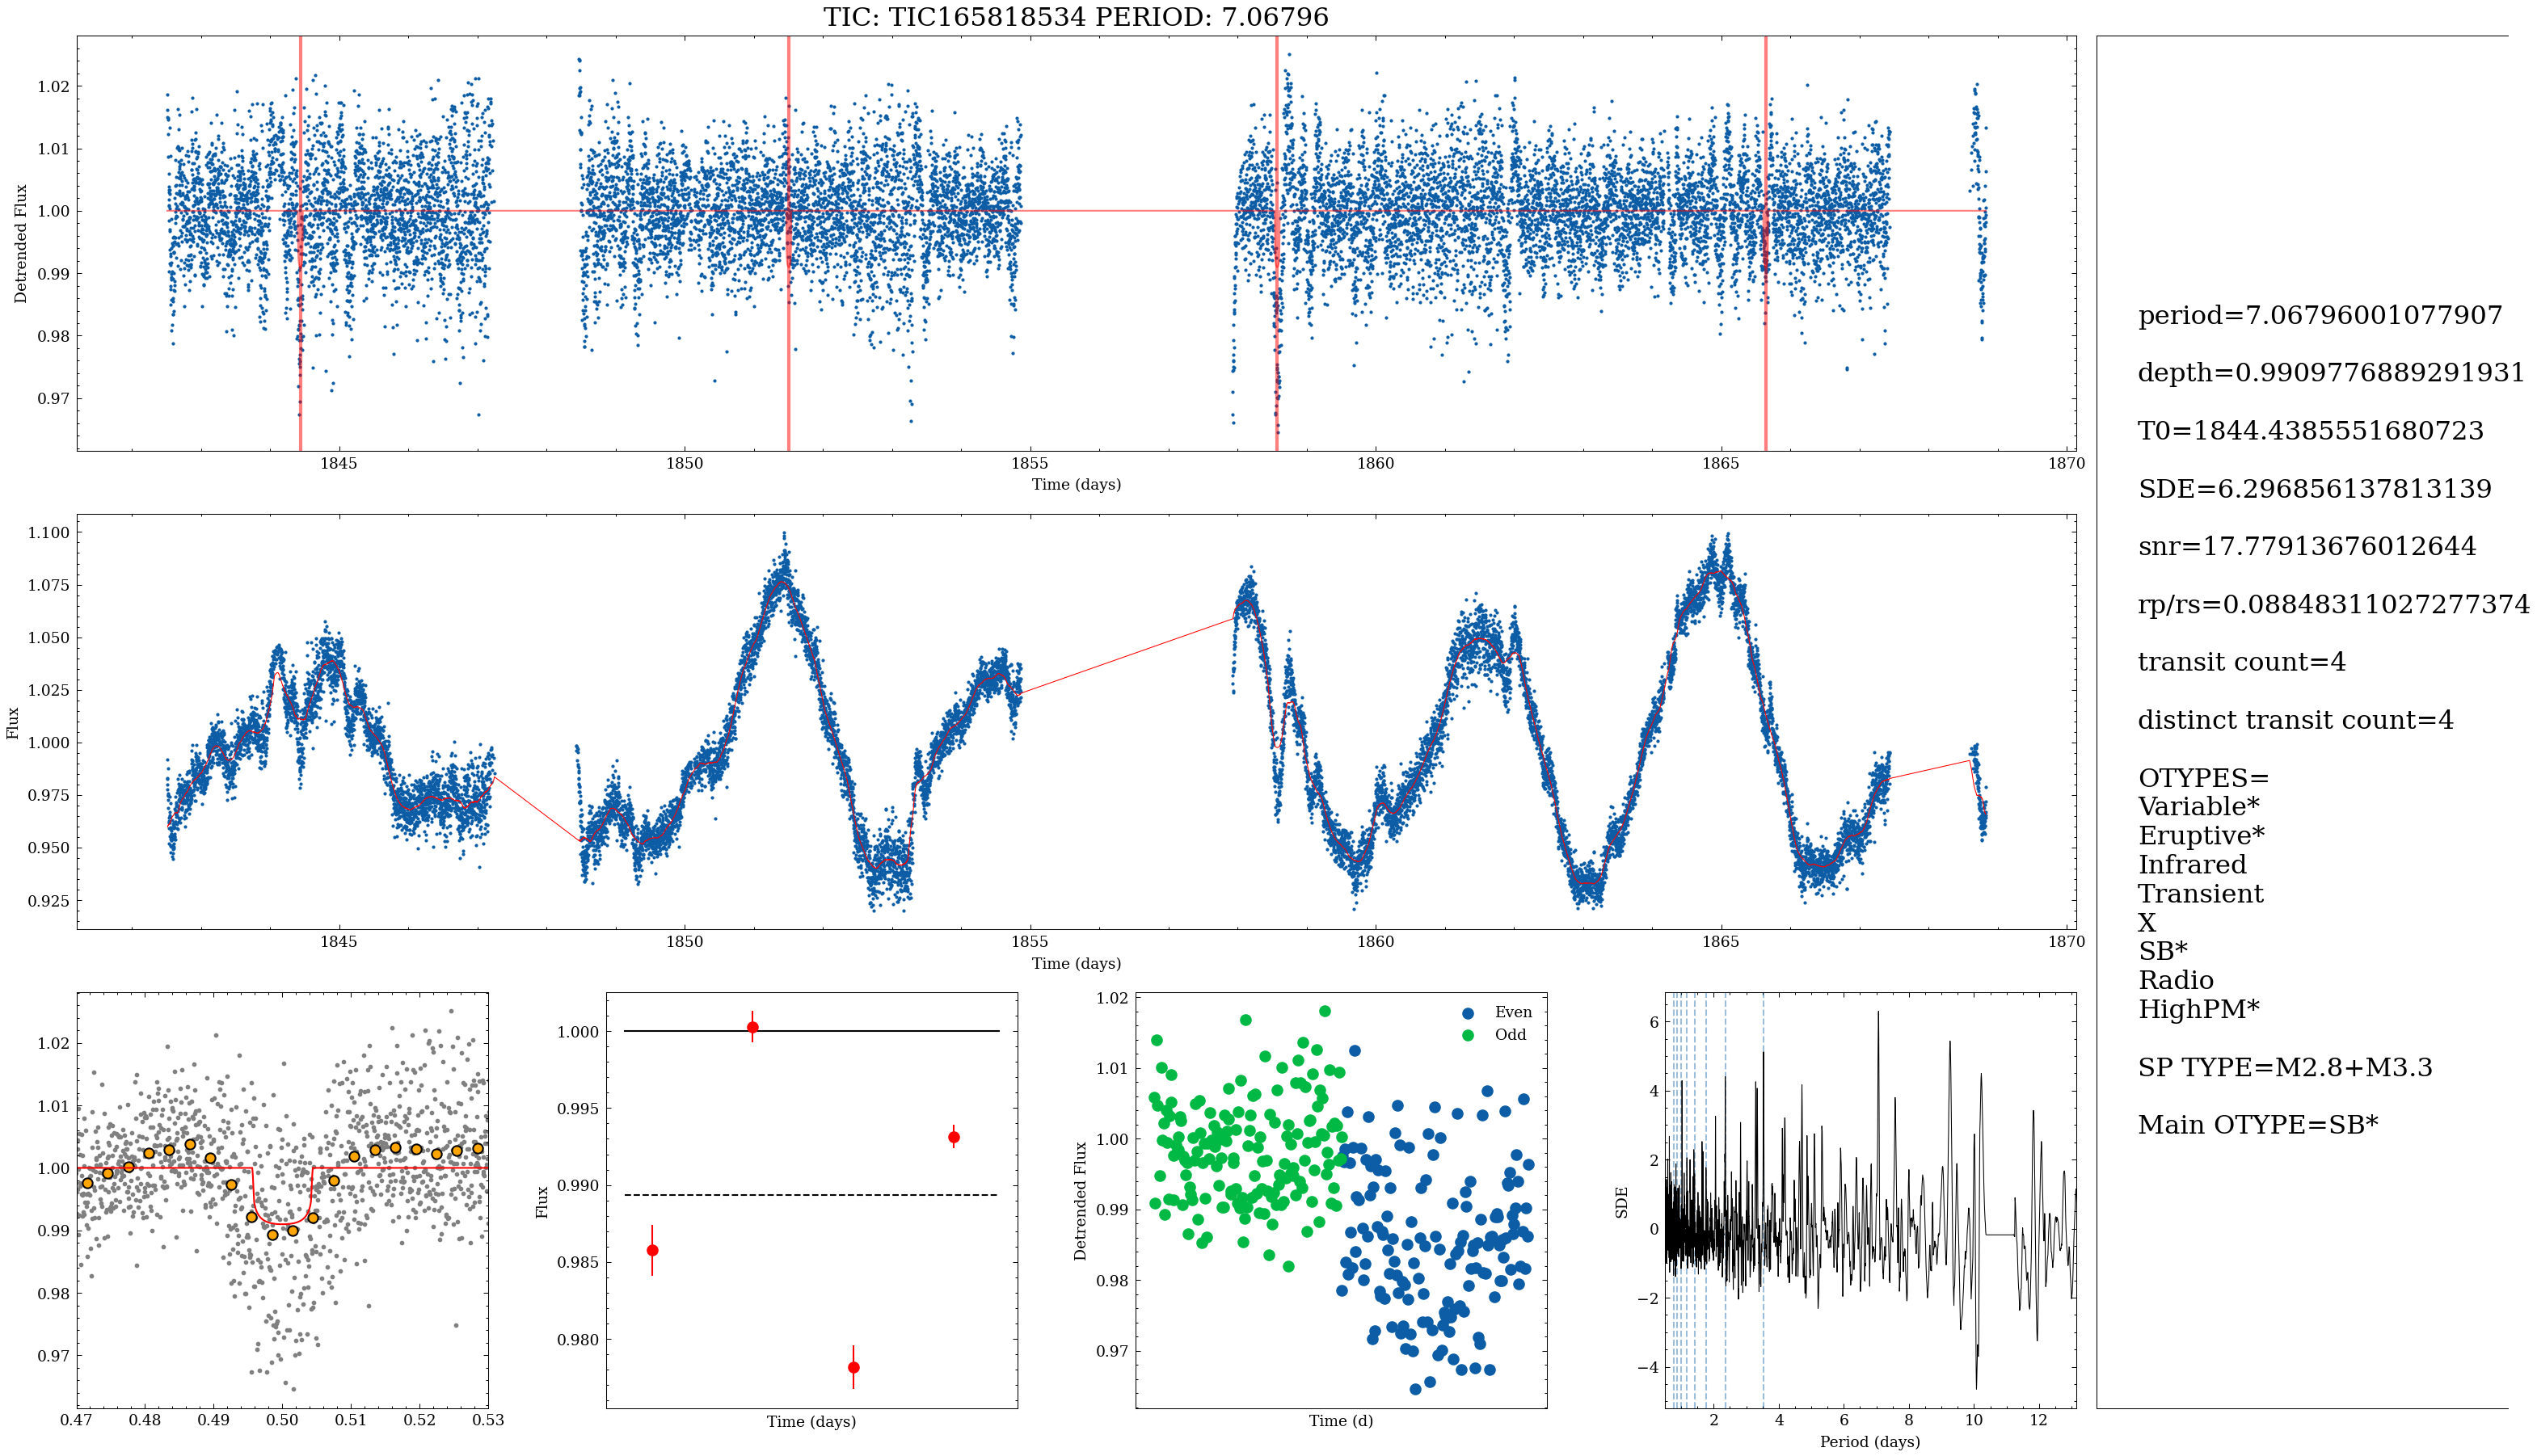 TIC: TIC165818534 PERIOD: 7.06796
Detrended Flux
1.02
1.01
1.00
0.99
0.98
0.97
1845
1850
1855
1860
1865
1870
Time (days)
Flux
1.100
1.075
1.050
1.025
1.000
0.975
0.950
0.925
1845
1850
1855
1860
1865
1870
Time (days)
1.02
1.01
1.00
0.99
0.98
0.97
0.47
0.48
0.49
0.50
0.51
0.52
0.53
Flux
1.000
0.995
0.990
0.985
0.980
Time (days)
Detrended Flux
1.02
1.01
1.00
0.99
0.98
0.97
Even
Odd
Time (d)
SDE
6
4
2
0
−2
−4
2
4
6
8
10
12
Period (days)
period=7.06796001077907
depth=0.9909776889291931
T0=1844.4385551680723
SDE=6.296856137813139
snr=17.77913676012644
rp/rs=0.08848311027277374
transit count=4
distinct transit count=4
OTYPES=
Variable*
Eruptive*
Infrared
Transient
X
SB*
Radio
HighPM*
SP TYPE=M2.8+M3.3
Main OTYPE=SB*